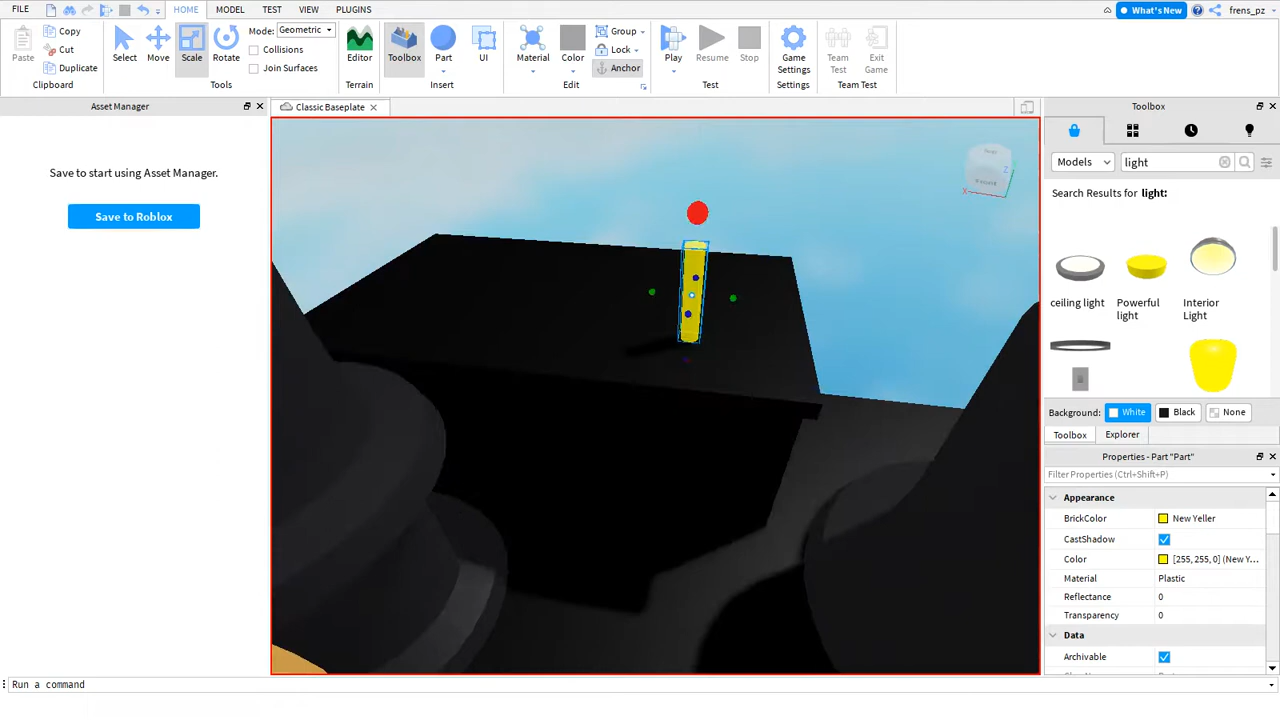 FILE HOME MODEL TEST VIEW PLUGINS What's New frens_pz
Paste Copy Cut Duplicate Clipboard
Select Move Scale Rotate Mode: Geometric Collisions Join Surfaces Tools
Editor Terrain
Toolbox Part UI Insert
Material Color Group Lock Anchor Edit
Play Resume Stop Test
Game Settings Settings
Team Test Exit Game Team Test
Asset Manager
Save to start using Asset Manager.
Save to Roblox
Classic Baseplate
X Z
Toolbox
Models light
Search Results for light:
ceiling light
Powerful light
Interior Light
Background: White Black None
Toolbox Explorer
Properties - Part "Part"
Filter Properties (Ctrl+Shift+P)
Appearance
BrickColor New Yeller
CastShadow
Color [255, 255, 0] (New Y...
Material Plastic
Reflectance 0
Transparency 0
Data
Archivable
Run a command